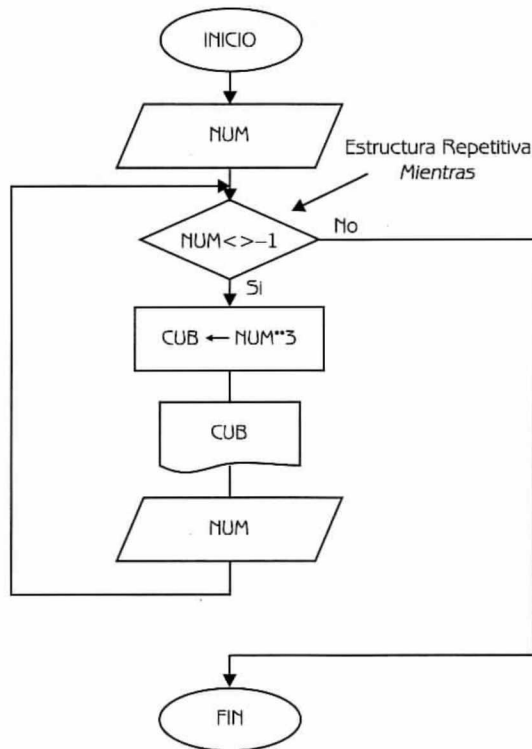 INICIO
NUM
Estructura Repetitiva
Mientras
NUM<>–1
No
Si
CUB ← NUM**3
CUB
NUM
FIN